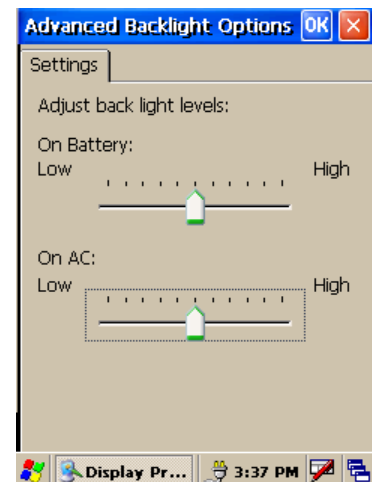 Advanced Backlight Options OK
Settings
Adjust back light levels:
On Battery:
Low High
On AC:
Low High
Display Pr... 3:37 PM